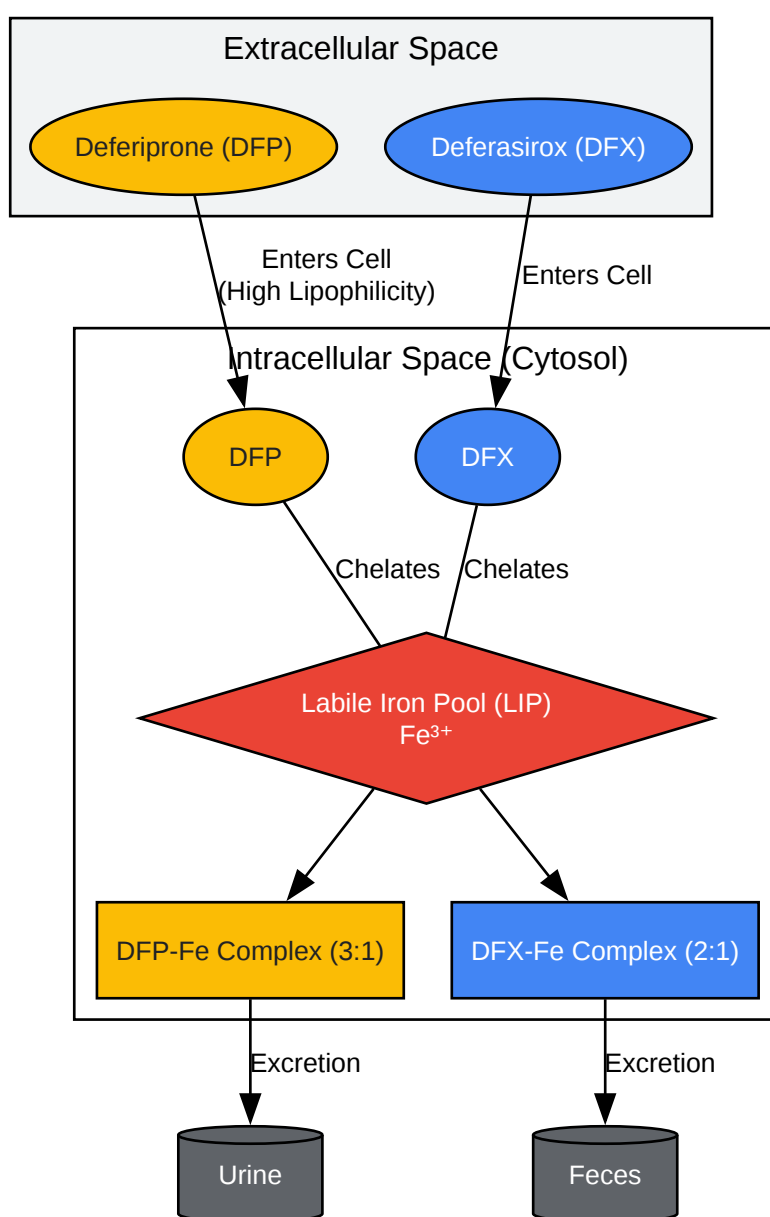 Extracellular Space
Deferiprone (DFP)
Deferasirox (DFX)
Enters Cell
(High Lipophilicity)
Enters Cell
Intracellular Space (Cytosol)
DFP
DFX
Chelates
Chelates
Labile Iron Pool (LIP)
Fe³⁺
DFP-Fe Complex (3:1)
DFX-Fe Complex (2:1)
Excretion
Excretion
Urine
Feces